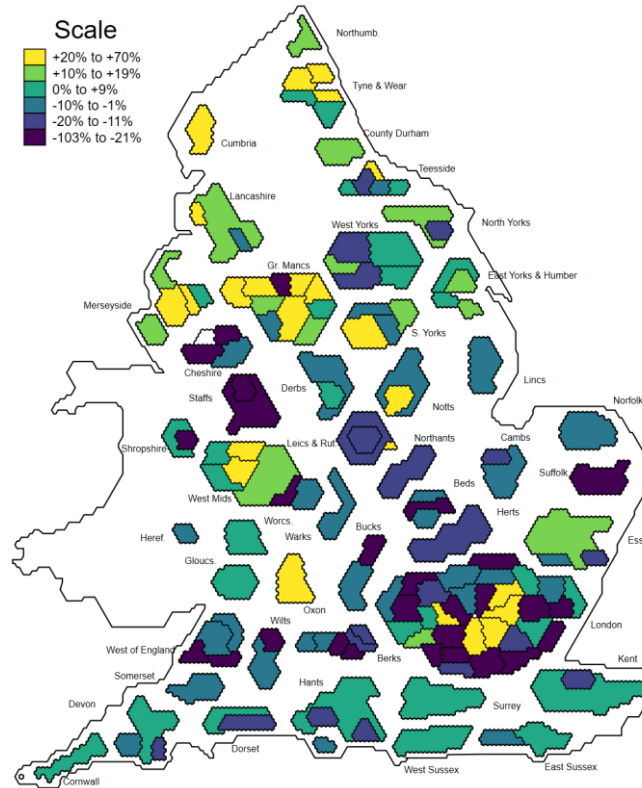 Scale
+20% to +70%
+10% to +19%
0% to +9%
-10% to -1%
-20% to -11%
-103% to -21%
Northumb.
Tyne & Wear
Cumbria
County Durham
Teesside
Lancashire
North Yorks
West Yorks
Gr. Mancs
East Yorks & Humber
Merseyside
S. Yorks
Cheshire
Lincs
Staffs
Derbs
Notts
Norfolk
Shropshire
Leics & Rut
Northants
Cambs
Suffolk
West Mids
Beds
Herts
Worcs.
Bucks
Ess
Heref.
Warks
Gloucs.
Oxon
London
Wilts
West of England
Berks
Kent
Somerset
Hants
Devon
Surrey
Dorset
West Sussex
East Sussex
Cornwall